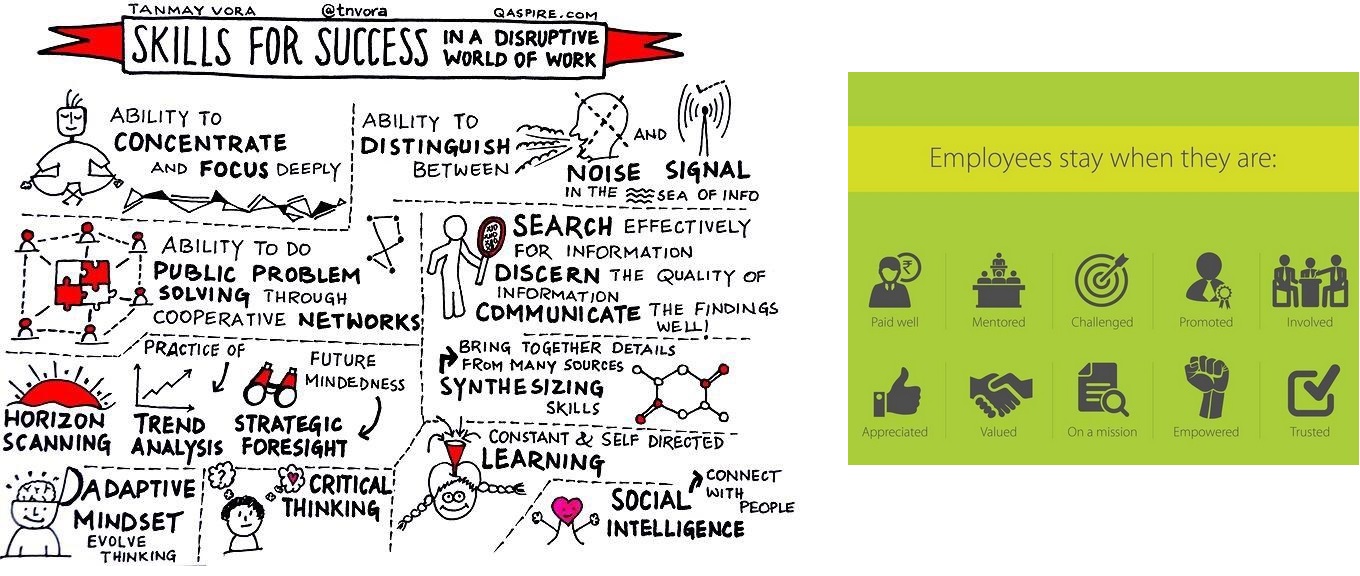 TANMAY VORA @tnvora QASPIRE.COM
SKILLS FOR SUCCESS IN A DISRUPTIVE
WORLD OF WORK
ABILITY TO
CONCENTRATE
AND FOCUS DEEPLY
ABILITY TO
DISTINGUISH
BETWEEN
AND
NOISE SIGNAL
IN THE SEA OF INFO
ABILITY TO DO
PUBLIC PROBLEM
SOLVING THROUGH
COOPERATIVE NETWORKS
SEARCH EFFECTIVELY
FOR INFORMATION
DISCERN THE QUALITY OF
INFORMATION
COMMUNICATE THE FINDINGS
WELL!
PRACTICE OF
FUTURE
MINDEDNESS
HORIZON
SCANNING
TREND
ANALYSIS
STRATEGIC
FORESIGHT
BRING TOGETHER DETAILS
FROM MANY SOURCES
SYNTHESIZING
SKILLS
CONSTANT & SELF DIRECTED
LEARNING
ADAPTIVE
MINDSET
EVOLVE
THINKING
?
CRITICAL
THINKING
SOCIAL
INTELLIGENCE
CONNECT
WITH
PEOPLE
Employees stay when they are:
₹
Paid well
Mentored
Challenged
Promoted
Involved
Appreciated
Valued
On a mission
Empowered
Trusted